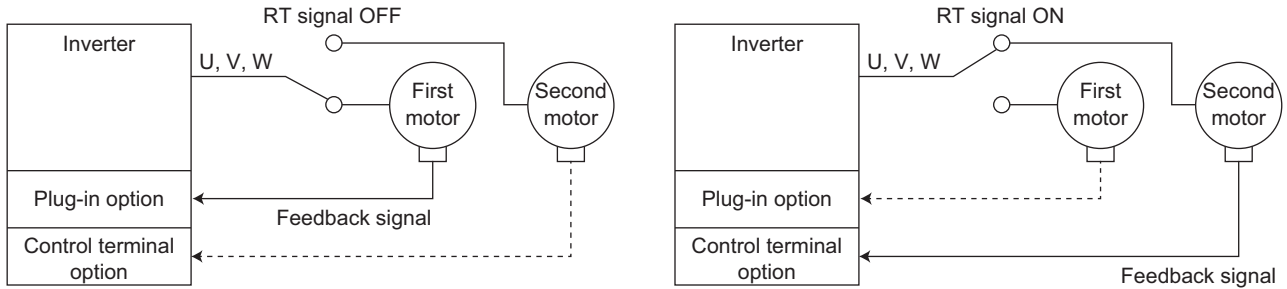 RT signal OFF
Inverter
U, V, W
First
motor
Second
motor
Plug-in option
Feedback signal
Control terminal
option
RT signal ON
Inverter
U, V, W
First
motor
Second
motor
Plug-in option
Control terminal
option
Feedback signal